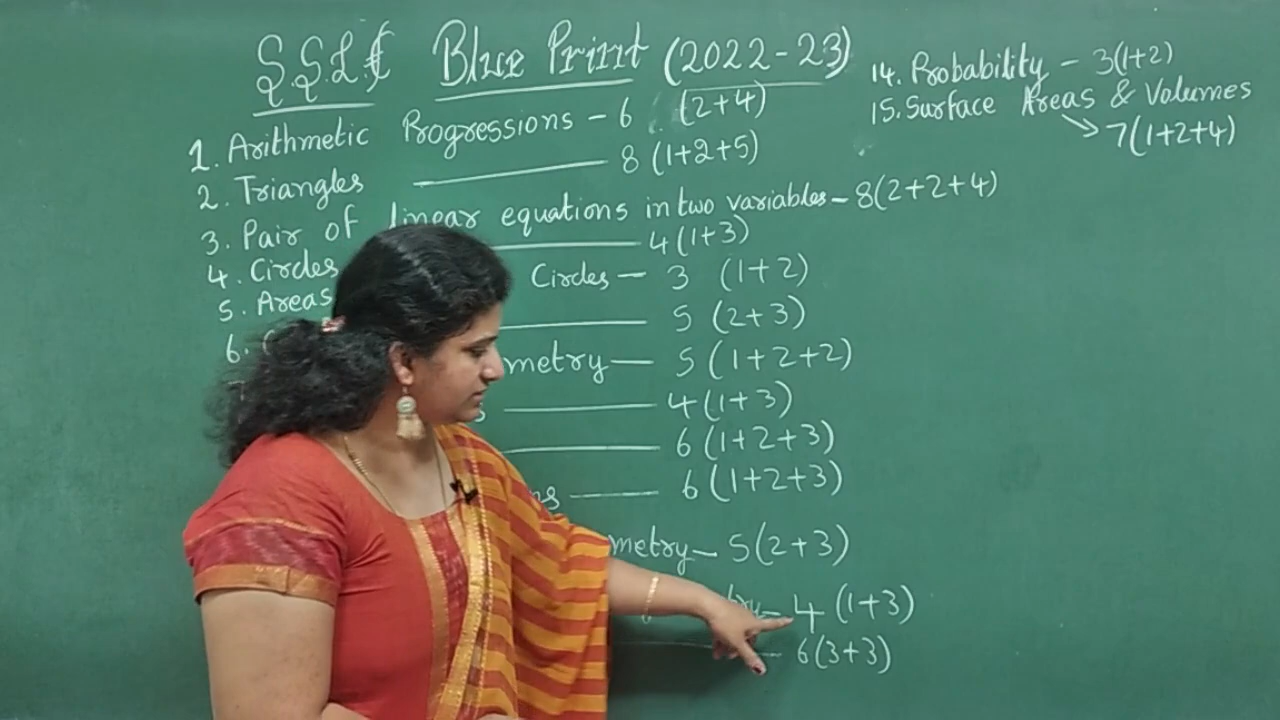 SSLC Blue Print (2022-23)
1. Arithmetic Progressions - 6 (2+4)
2. Triangles 8 (1+2+5)
3. Pair of linear equations in two variables - 8(2+2+4)
4. Circles 4(1+3)
5. Areas Circles - 3 (1+2)
6. 5 (2+3)
metry - 5 (1+2+2)
s 4(1+3)
6(1+2+3)
ns 6(1+2+3)
metry - 5(2+3)
try - 4 (1+3)
6(3+3)
14. Probability - 3(1+2)
15. Surface Areas & Volumes
→ 7(1+2+4)